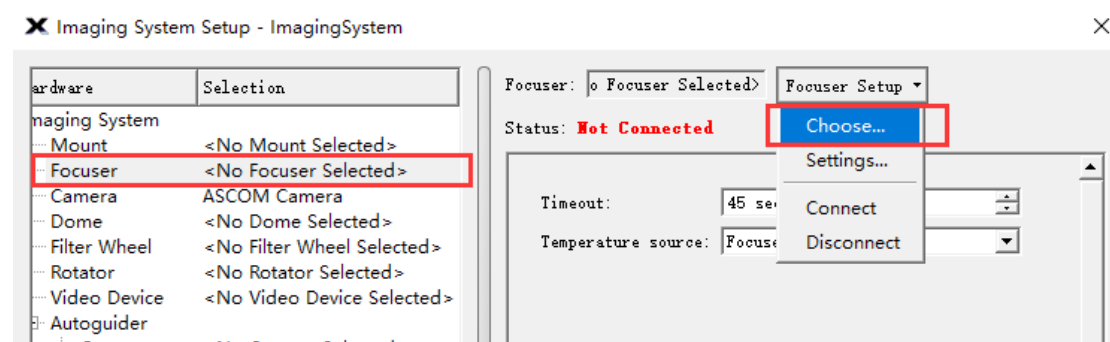 Imaging System Setup - ImagingSystem
ardware Selection
maging System
Mount <No Mount Selected>
Focuser <No Focuser Selected>
Camera ASCOM Camera
Dome <No Dome Selected>
Filter Wheel <No Filter Wheel Selected>
Rotator <No Rotator Selected>
Video Device <No Video Device Selected>
Autoguider
Focuser: o Focuser Selected> Focuser Setup
Status: Not Connected
Choose...
Settings...
Connect
Disconnect
Timeout: 45 se
Temperature source: Focuse